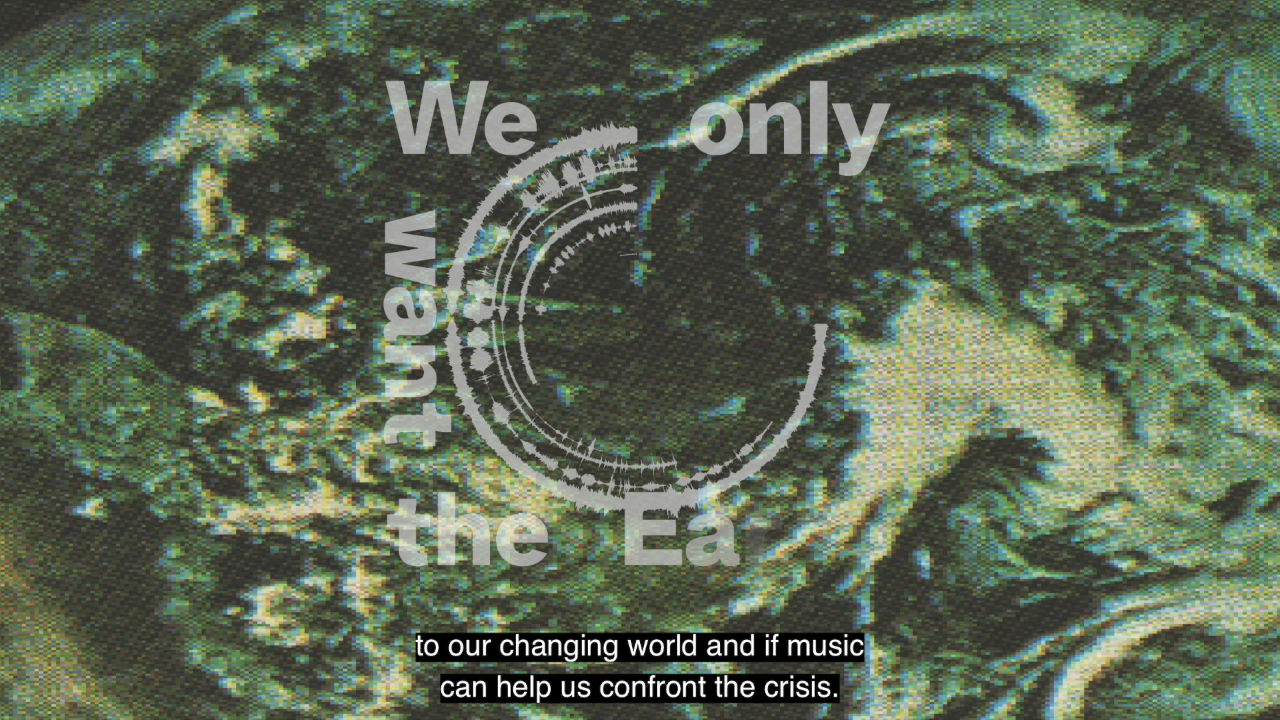 We only
want
the Ea
to our changing world and if music
can help us confront the crisis.